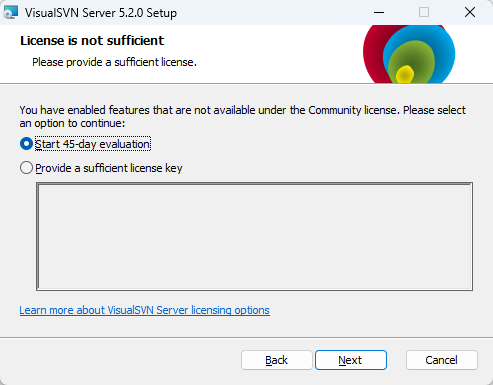 VisualSVN Server 5.2.0 Setup
License is not sufficient
Please provide a sufficient license.
You have enabled features that are not available under the Community license. Please select
an option to continue:
Start 45-day evaluation
Provide a sufficient license key
Learn more about VisualSVN Server licensing options
Back
Next
Cancel